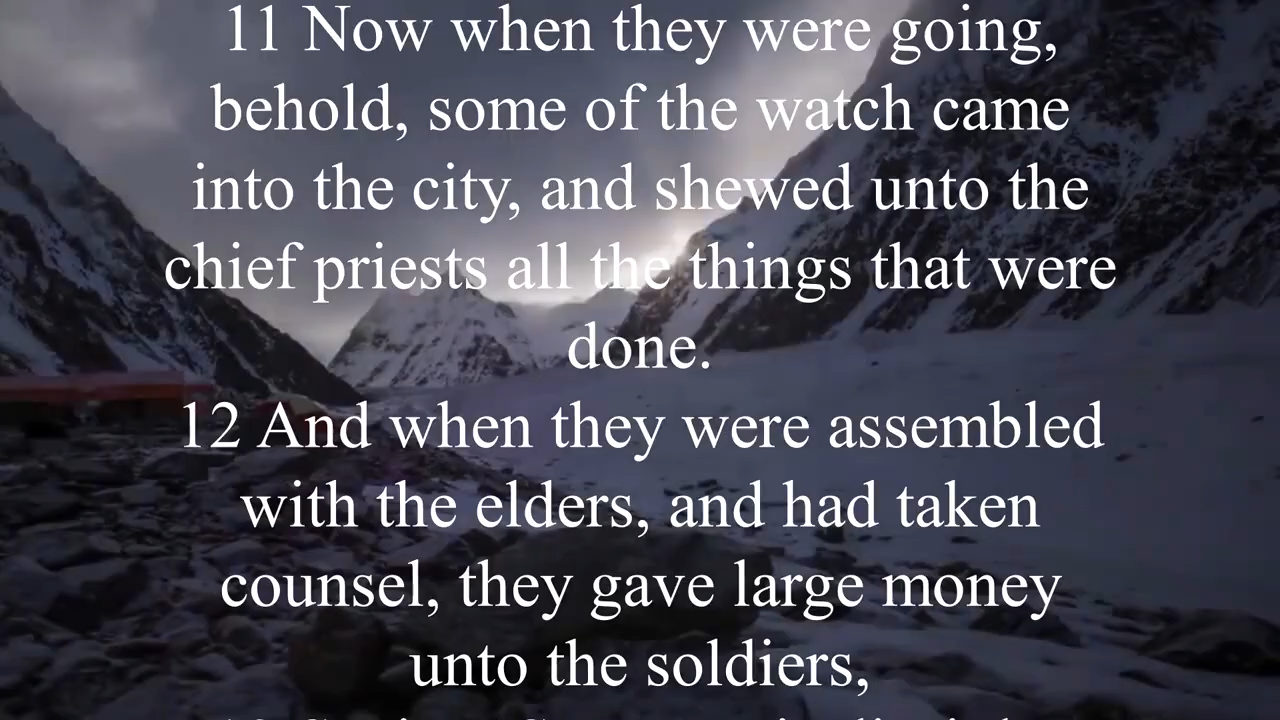 11 Now when they were going,
behold, some of the watch came
into the city, and shewed unto the
chief priests all the things that were
done.
12 And when they were assembled
with the elders, and had taken
counsel, they gave large money
unto the soldiers,